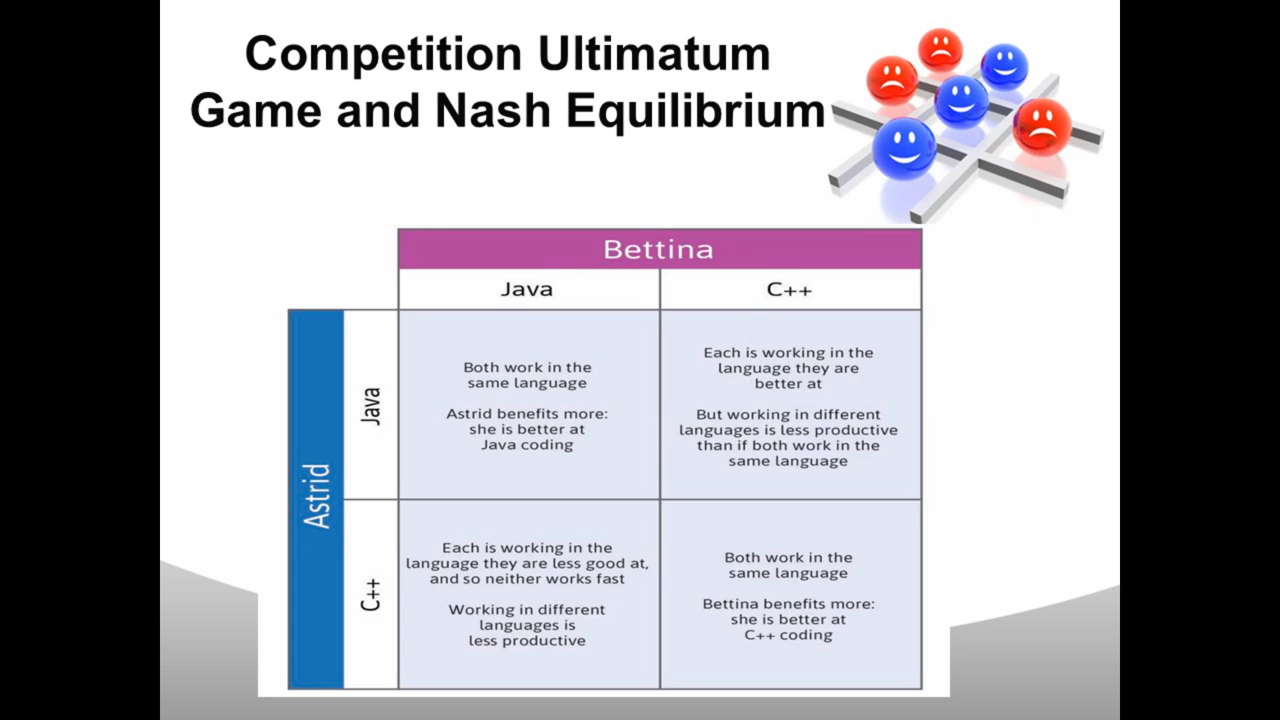 Competition Ultimatum
Game and Nash Equilibrium
Bettina
Java
C++
Astrid
Java
Both work in the
same language
Astrid benefits more:
she is better at
Java coding
Each is working in the
language they are
better at
But working in different
languages is less productive
than if both work in the
same language
C++
Each is working in the
language they are less good at,
and so neither works fast
Working in different
languages is
less productive
Both work in the
same language
Bettina benefits more:
she is better at
C++ coding